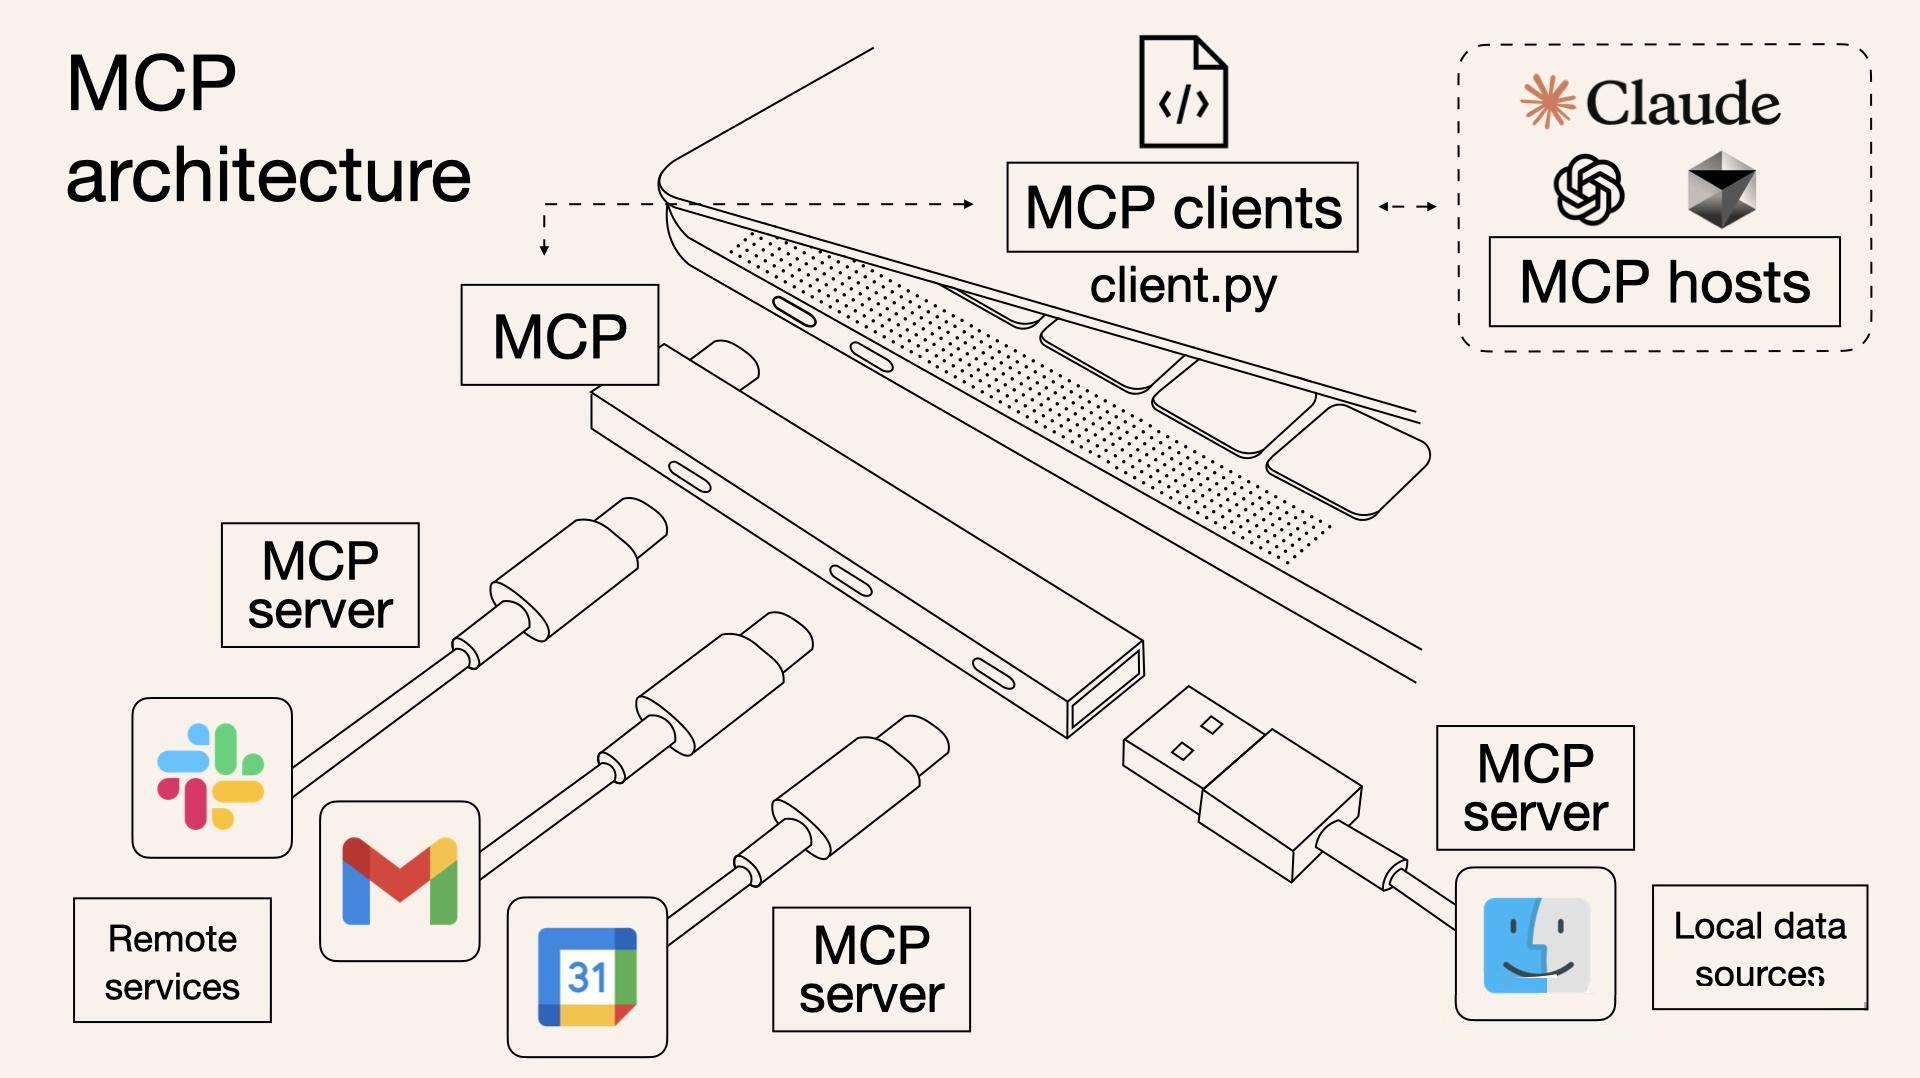 MCP
architecture
</>
MCP clients
client.py
Claude
MCP hosts
MCP
MCP
server
Remote
services
31
MCP
server
MCP
server
Local data
sources